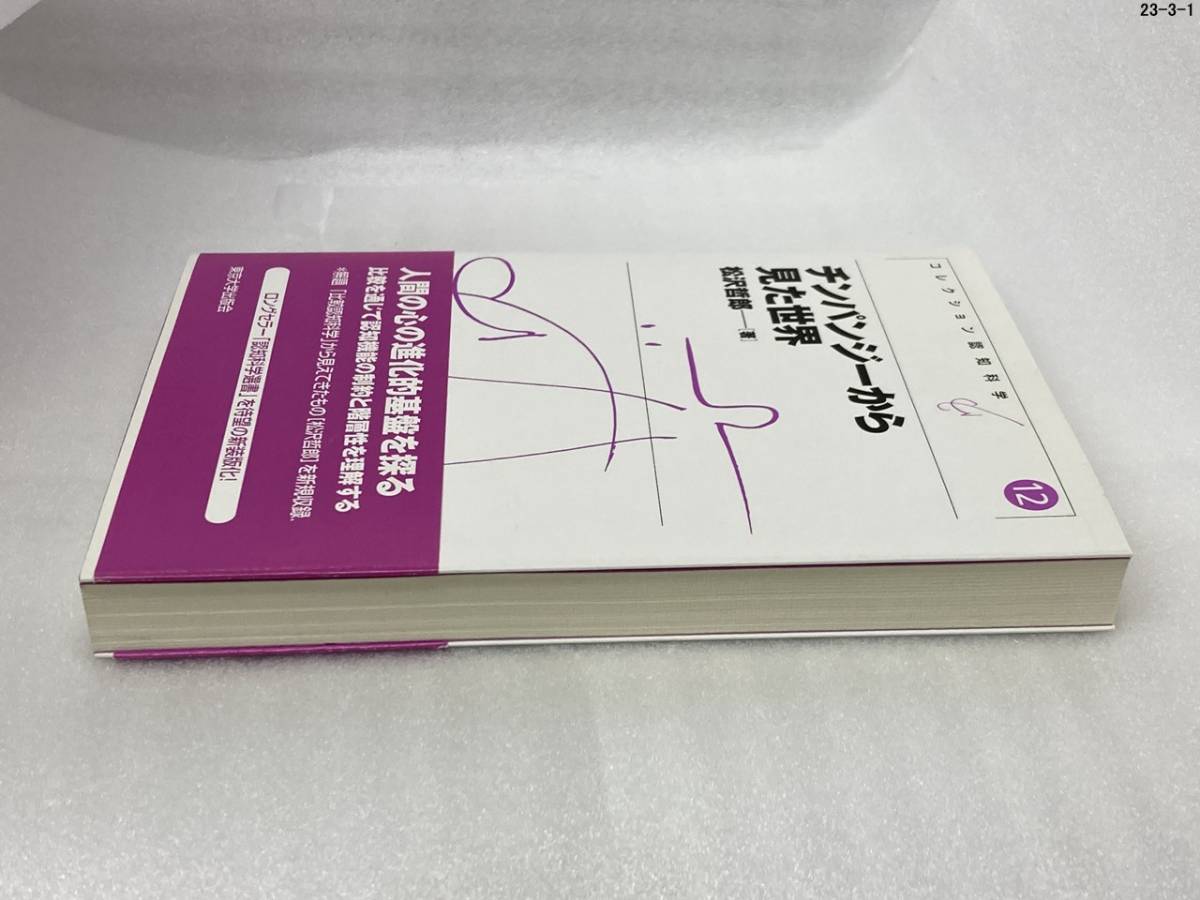 23-3-1
コレクション認知科学
12
チンパンジーから
見た世界
松沢哲郎―[著]
人間の心の進化的基盤を探る
比較を通じて認知機能の制約と階層性を理解する
※解題「「比較認知科学」から見えてきたもの（松沢哲郎）」を新規収録。
ロングセラー『認知科学選書』を待望の新装版化！
東京大学出版会